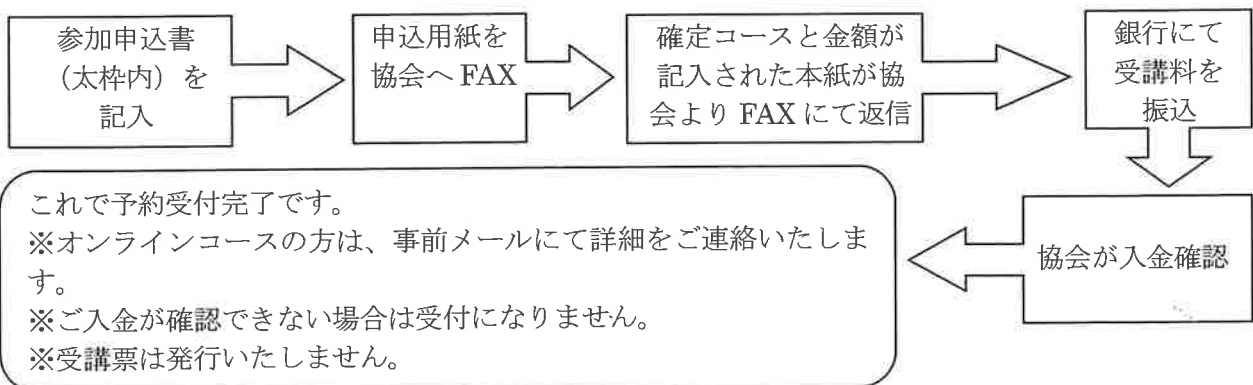 参加申込書
（太枠内）を
記入
申込用紙を
協会へ FAX
確定コースと金額が
記入された本紙が協
会より FAX にて返信
銀行にて
受講料を
振込
協会が入金確認
これで予約受付完了です。
※オンラインコースの方は、事前メールにて詳細をご連絡いたしま
す。
※ご入金が確認できない場合は受付になりません。
※受講票は発行いたしません。